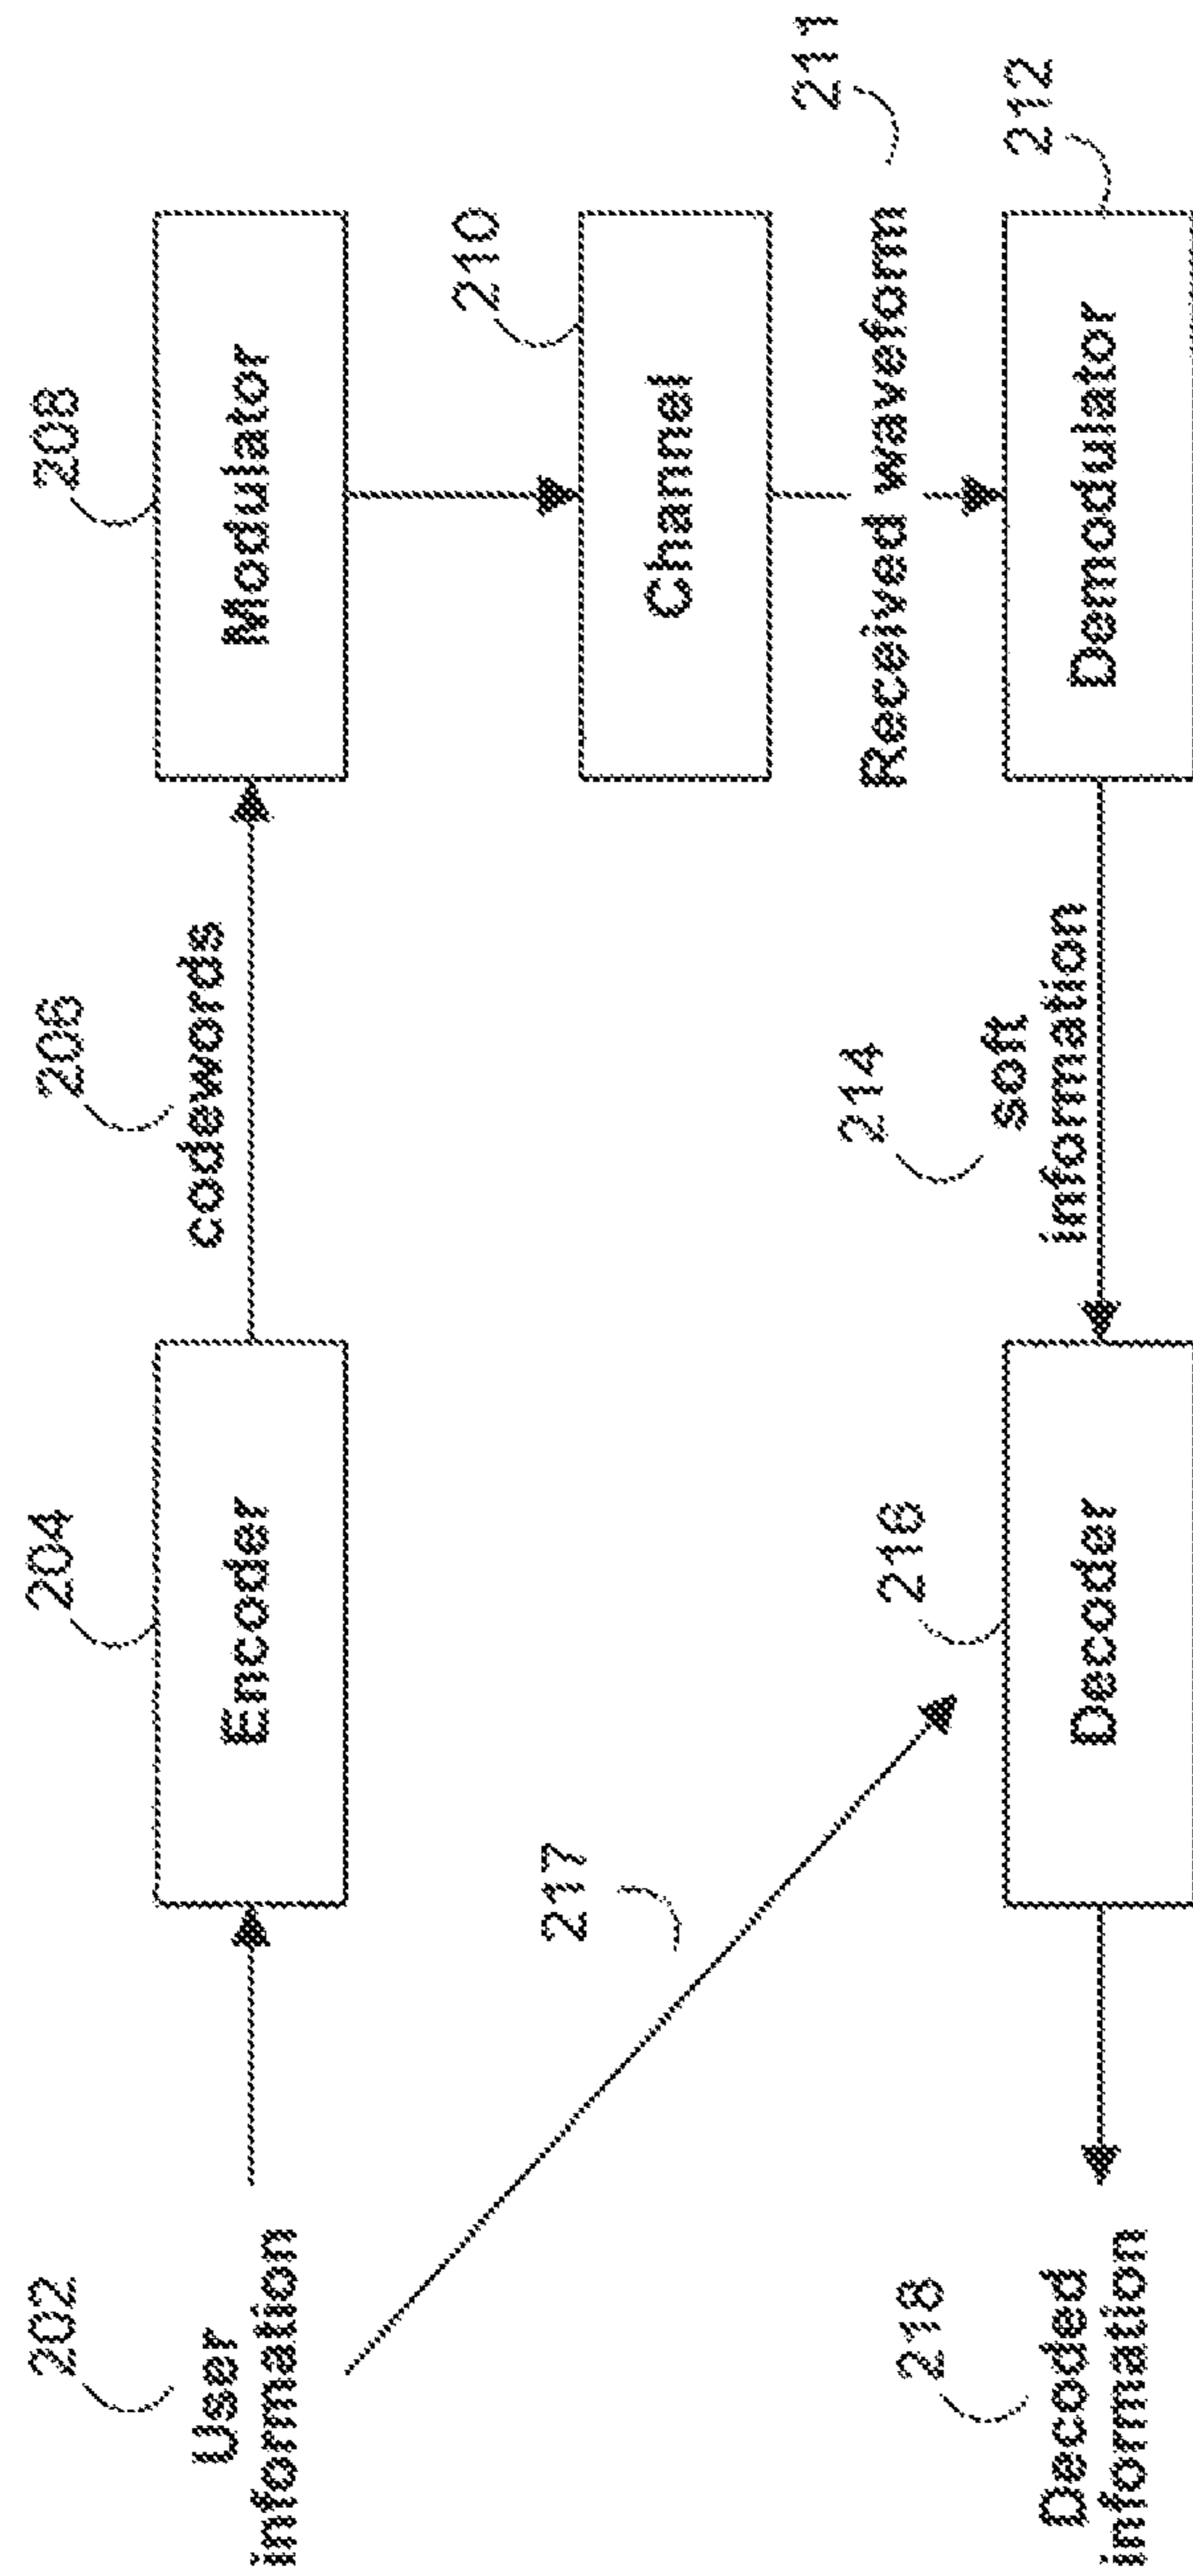 202
User
information
204
Encoder
206
codewords
208
Modulator
210
Channel
Received waveform
211
217
218
Decoded
information
216
Decoder
214
soft
information
Demodulator
212